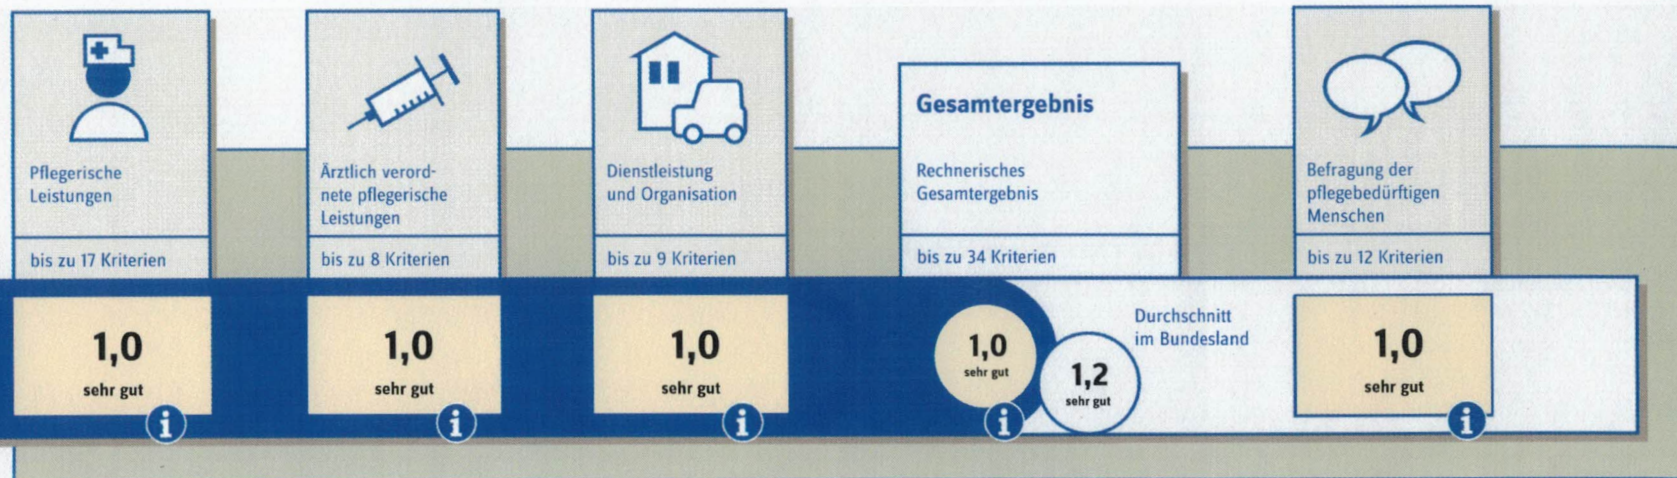 Pflegerische
Leistungen
bis zu 17 Kriterien
1,0
sehr gut
i
Ärztlich verord-
nete pflegerische
Leistungen
bis zu 8 Kriterien
1,0
sehr gut
i
Dienstleistung
und Organisation
bis zu 9 Kriterien
1,0
sehr gut
i
Gesamtergebnis
Rechnerisches
Gesamtergebnis
bis zu 34 Kriterien
1,0
sehr gut
i
1,2
sehr gut
Durchschnitt
im Bundesland
Befragung der
pflegebedürftigen
Menschen
bis zu 12 Kriterien
1,0
sehr gut
i